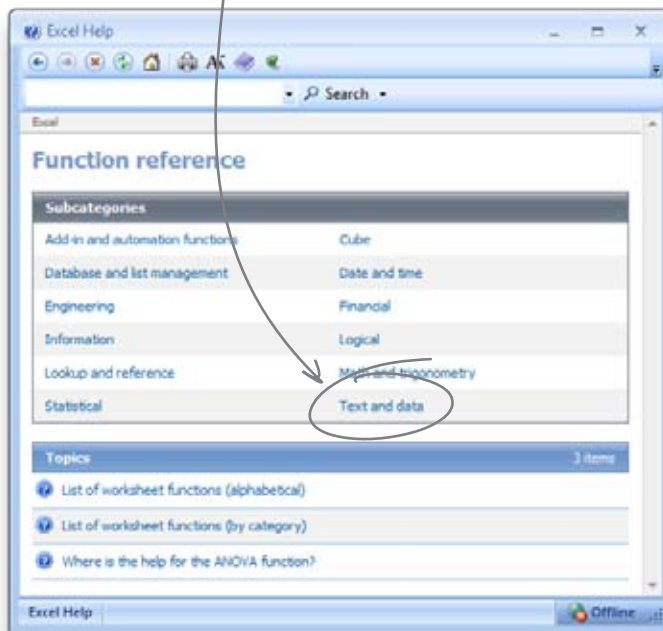 Excel Help
Search
Excel
Function reference
Subcategories
Add-in and automation functions Cube
Database and list management Date and time
Engineering Financial
Information Logical
Lookup and reference Math and trigonometry
Statistical Text and data
Topics 3 items
List of worksheet functions (alphabetical)
List of worksheet functions (by category)
Where is the help for the ANOVA function?
Excel Help Offline